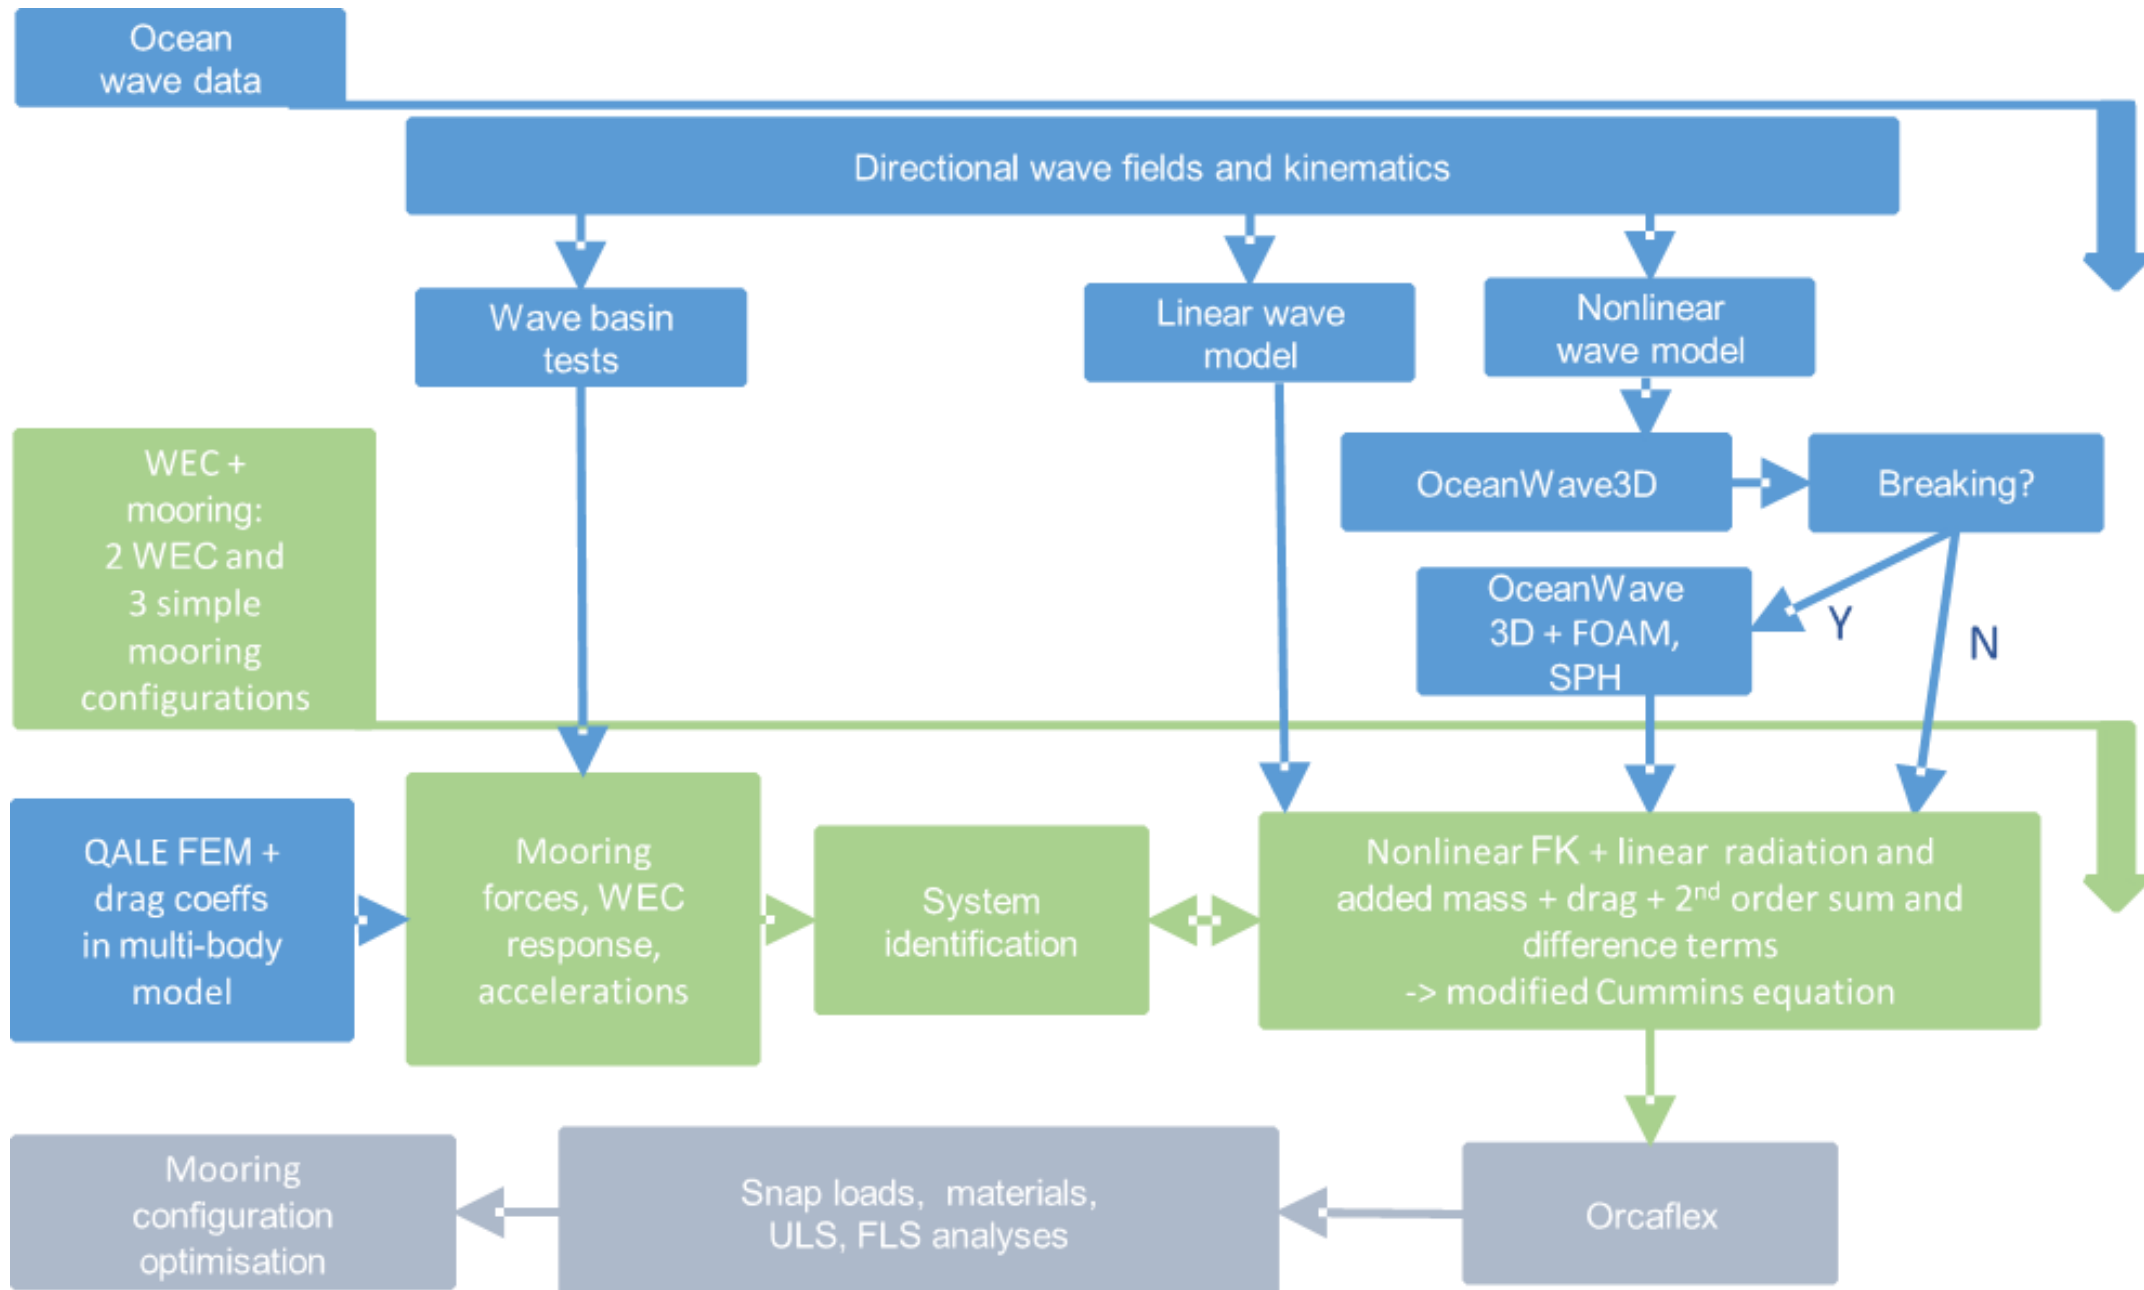 Ocean
wave data
Directional wave fields and kinematics
Wave basin
tests
Linear wave
model
Nonlinear
wave model
WEC +
mooring:
2 WEC and
3 simple
mooring
configurations
OceanWave3D
Breaking?
OceanWave
3D + FOAM,
SPH
Y
N
QALE FEM +
drag coeffs
in multi-body
model
Mooring
forces, WEC
response,
accelerations
System
identification
Nonlinear FK + linear radiation and
added mass + drag + 2nd order sum and
difference terms
-> modified Cummins equation
Mooring
configuration
optimisation
Snap loads, materials,
ULS, FLS analyses
Orcaflex